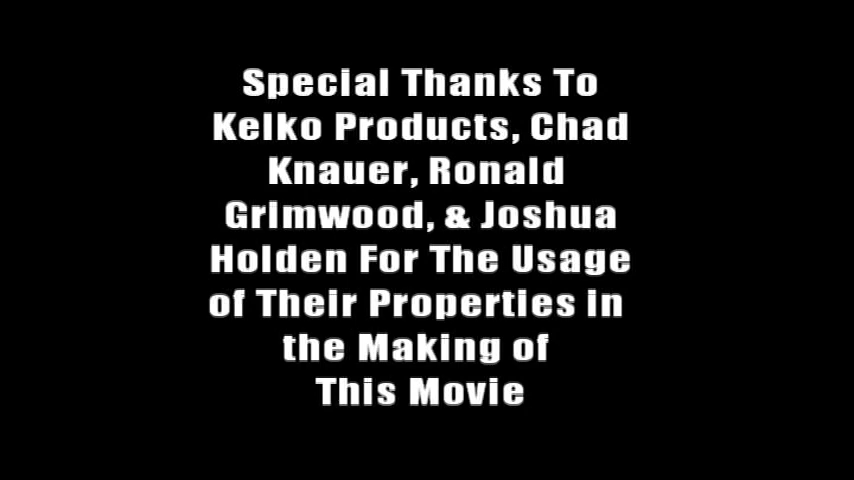 Special Thanks To
Kelko Products, Chad
Knauer, Ronald
Grimwood, & Joshua
Holden For The Usage
of Their Properties in
the Making of
This Movie